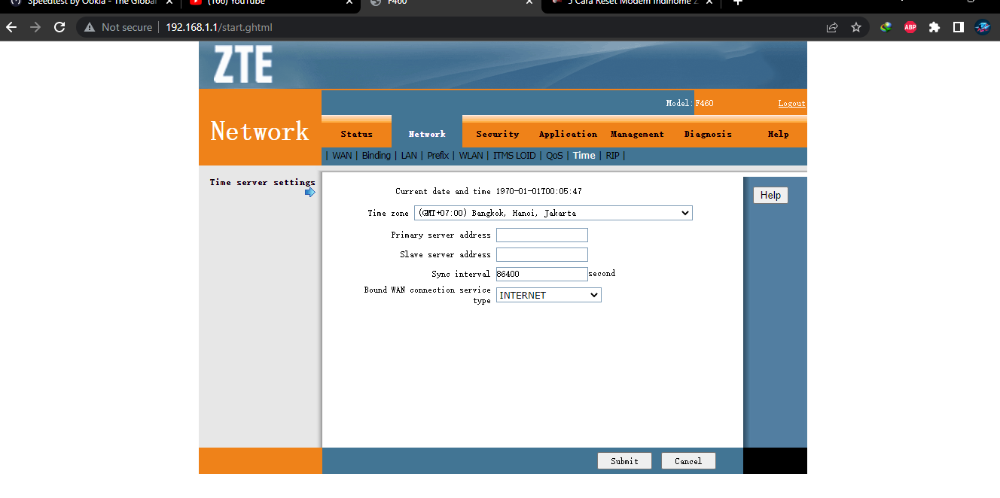 Speedtest by Ookla - The Global
(166) YouTube
F460
5 Cara Reset Modem Indihome Z
Not secure
192.168.1.1/start.ghtml
ABP
ZTE
Model: F460
Logout
Network
Status Network Security Application Management Diagnosis Help
| WAN | Binding | LAN | Prefix | WLAN | ITMS LOID | QoS | Time | RIP |
Time server settings
Current date and time 1970-01-01T00:05:47
Help
Time zone (GMT+07:00) Bangkok, Hanoi, Jakarta
Primary server address
Slave server address
Sync interval 86400 second
Bound WAN connection service
type INTERNET
Submit Cancel